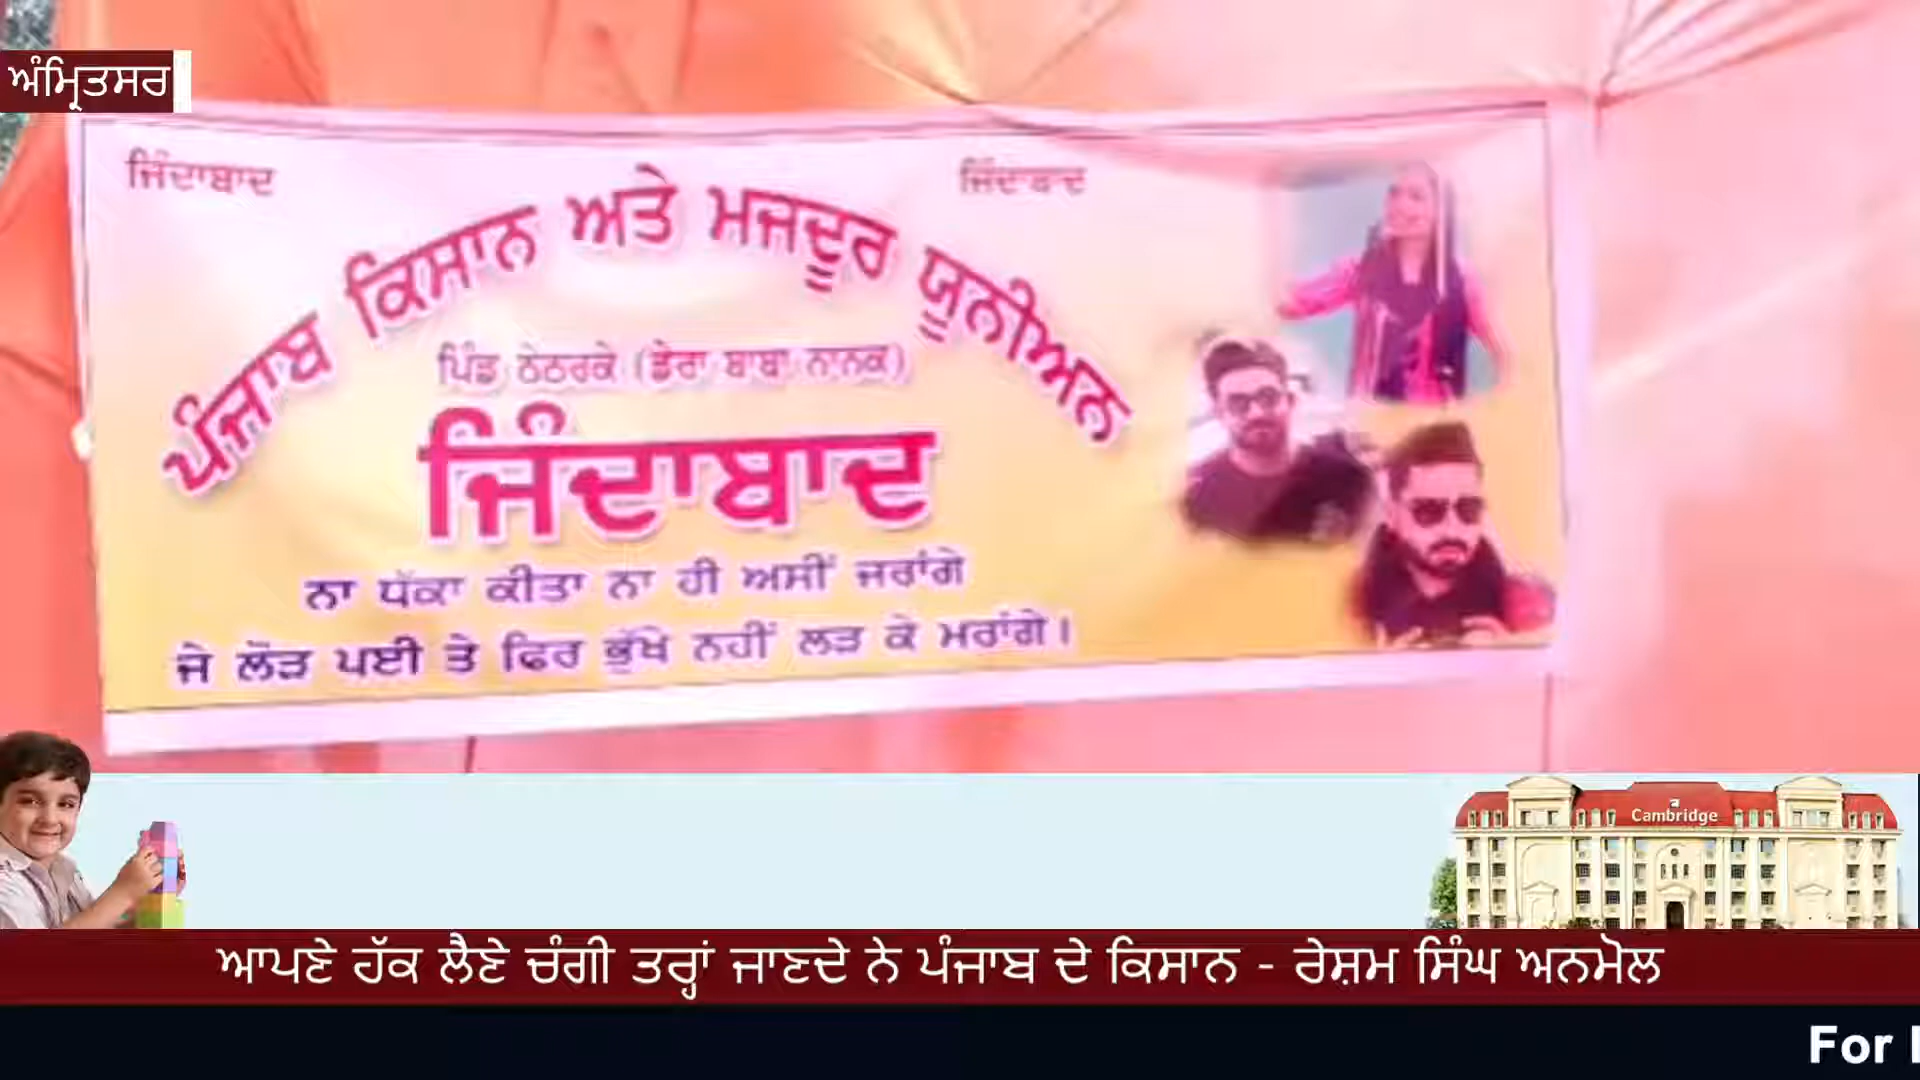 ਅੰਮ੍ਰਿਤਸਰ
ਜਿੰਦਾਬਾਦ ਜਿੰਦਾਬਾਦ
ਪੰਜਾਬ ਕਿਸਾਨ ਅਤੇ ਮਜਦੂਰ ਯੂਨੀਅਨ
ਪਿੰਡ ਠੇਠਰਕੇ (ਡੇਰਾ ਬਾਬਾ ਨਾਨਕ)
ਜਿੰਦਾਬਾਦ
ਨਾ ਧੱਕਾ ਕੀਤਾ ਨਾ ਹੀ ਅਸੀਂ ਜਰਾਂਗੇ
ਜੇ ਲੋੜ ਪਈ ਤੇ ਫਿਰ ਭੁੱਖੇ ਨਹੀਂ ਲੜ ਕੇ ਮਰਾਂਗੇ।
Cambridge
ਆਪਣੇ ਹੱਕ ਲੈਣੇ ਚੰਗੀ ਤਰ੍ਹਾਂ ਜਾਣਦੇ ਨੇ ਪੰਜਾਬ ਦੇ ਕਿਸਾਨ - ਰੇਸ਼ਮ ਸਿੰਘ ਅਨਮੋਲ
For